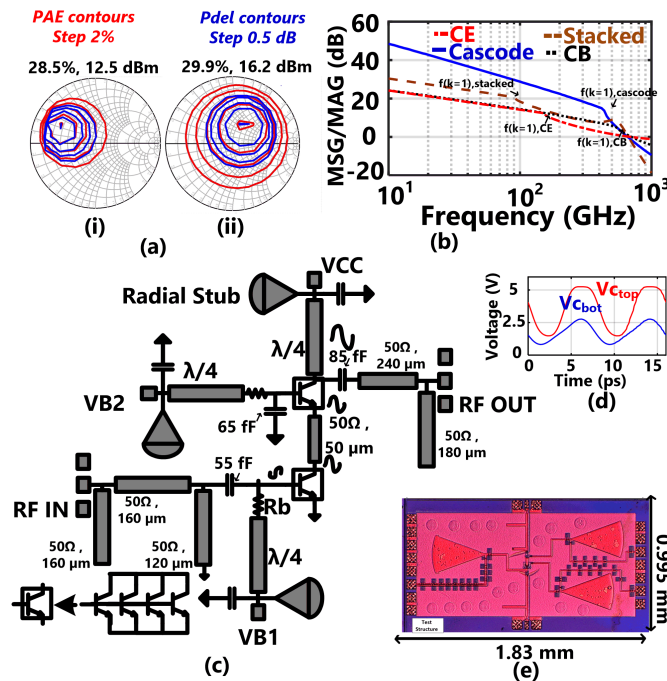 PAE contours
Step 2%
Pdel contours
Step 0.5 dB
28.5%, 12.5 dBm
29.9%, 16.2 dBm
(i)
(ii)
(a)
MSG/MAG (dB)
60
40
20
0
-20
CE
Cascode
Stacked
CB
f(k=1),stacked
f(k=1),cascode
f(k=1),CE
f(k=1),CB
10¹
10²
10³
Frequency (GHz)
(b)
VCC
Radial Stub
λ/4
λ/4
85 fF
50Ω,
240 µm
VB2
65 fF
50Ω,
50 µm
RF OUT
50Ω,
180 µm
55 fF
50Ω,
160 µm
RF IN
Rb
50Ω,
160 µm
50Ω,
120 µm
λ/4
VB1
(c)
Voltage (V)
5
2.5
0
Vc_top
Vc_bot
0
5
10
15
Time (ps)
(d)
Test
Structure
0.995 mm
1.83 mm
(e)